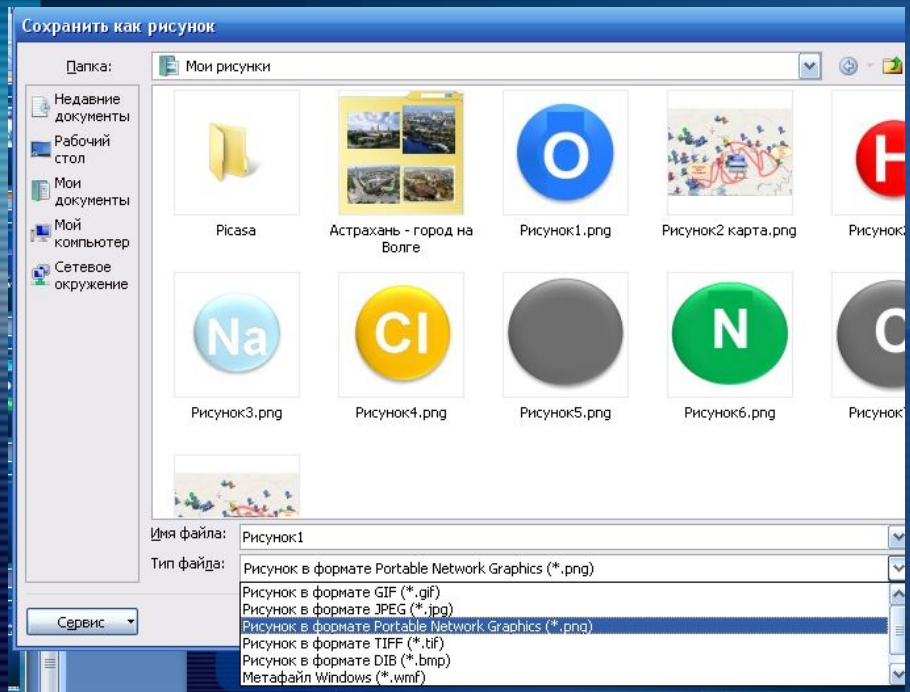 Сохранить как рисунок
Папка:
Мои рисунки
Недавние
документы
Рабочий
стол
Мои
документы
Мой
компьютер
Сетевое
окружение
O
H
Picasa
Астрахань - город на
Волге
Рисунок1.png
Рисунок2 карта.png
Рисунок
Na
Cl
N
Рисунок3.png
Рисунок4.png
Рисунок5.png
Рисунок6.png
Рисунок
Имя файла:
Рисунок1
Тип файла:
Рисунок в формате Portable Network Graphics (*.png)
Рисунок в формате GIF (*.gif)
Рисунок в формате JPEG (*.jpg)
Рисунок в формате Portable Network Graphics (*.png)
Рисунок в формате TIFF (*.tif)
Рисунок в формате DIB (*.bmp)
Метафайл Windows (*.wmf)
Сервис